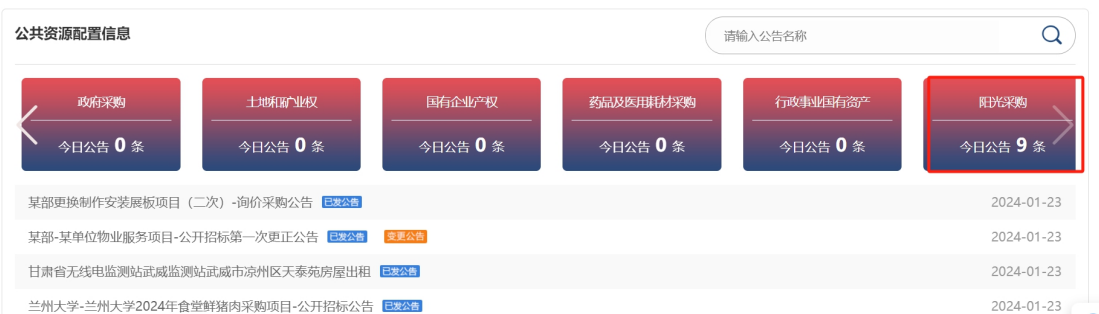 公共资源配置信息
请输入公告名称
政府采购
今日公告 0 条
土地和矿业权
今日公告 0 条
国有企业产权
今日公告 0 条
药品及医用耗材采购
今日公告 0 条
行政事业国有资产
今日公告 0 条
阳光采购
今日公告 9 条
某部更换制作安装展板项目（二次）-询价采购公告 已发公告 2024-01-23
某部-某单位物业服务项目-公开招标第一次更正公告 已发公告 变更公告 2024-01-23
甘肃省无线电监测站武威监测站武威市凉州区天泰苑房屋出租 已发公告 2024-01-23
兰州大学-兰州大学2024年食堂鲜猪肉采购项目-公开招标公告 已发公告 2024-01-23